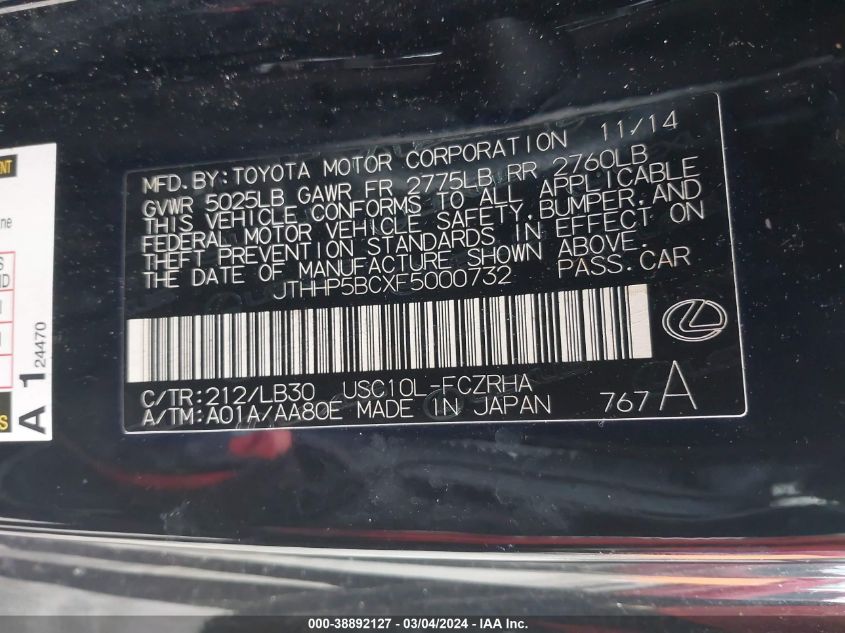 MFD. BY: TOYOTA MOTOR CORPORATION 11/14
GVWR 5025LB GAWR FR 2775LB RR 2760LB
THIS VEHICLE CONFORMS TO ALL APPLICABLE
FEDERAL MOTOR VEHICLE SAFETY, BUMPER, AND
THEFT PREVENTION STANDARDS IN EFFECT ON
THE DATE OF MANUFACTURE SHOWN ABOVE.
JTHHP5BCXF5000732 PASS. CAR
C/TR: 212/LB30 USC10L-FCZRHA
A/TM: A01A/AA80E MADE IN JAPAN 767 A
A 1 24470
000-38892127 - 03/04/2024 - IAA Inc.